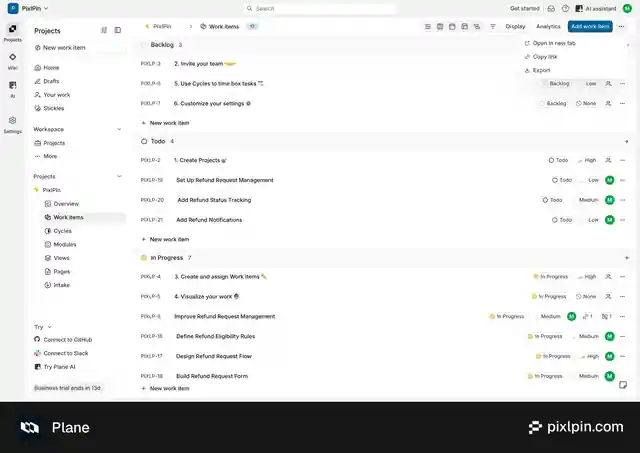 PixlPin
Search
Get started
AI assistant
M
Projects
Wiki
AI
Settings
Projects
New work item
Home
Drafts
Your work
Stickies
Workspace
Projects
More
Projects
PixlPin
Overview
Work items
Cycles
Modules
Views
Pages
Intake
Try
Connect to GitHub
Connect to Slack
Try Plane AI
Business trial ends in 13d
PixlPin
Work items
Display
Analytics
Add work item
Open in new tab
Copy link
Export
Backlog 3
2. Invite your team
5. Use Cycles to time box tasks
Backlog
Low
PIXLP-7 6. Customize your settings
Backlog
None
New work item
Todo 4
PIXLP-2 1. Create Projects
Todo
High
PIXLP-19 Set Up Refund Request Management
Todo
Low
M
PIXLP-20 Add Refund Status Tracking
Todo
Medium
M
PIXLP-21 Add Refund Notifications
Todo
Low
M
New work item
In Progress 7
PIXLP-4 3. Create and assign Work items
In Progress
High
PIXLP-5 4. Visualize your work
In Progress
None
Improve Refund Request Management
In Progress
Medium
M
1
1
PIXLP-16 Define Refund Eligibility Rules
In Progress
Medium
M
PIXLP-17 Design Refund Request Flow
In Progress
High
M
PIXLP-18 Build Refund Request Form
In Progress
Medium
M
New work item
Plane
pixlpin.com